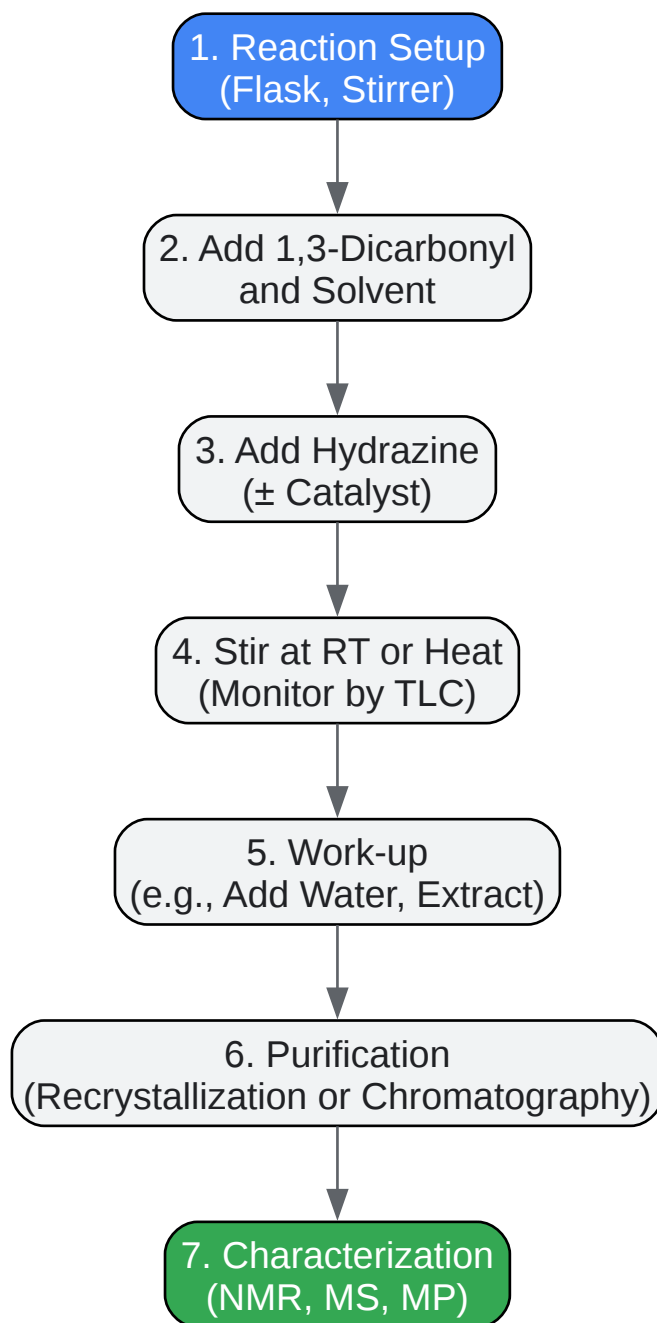 1. Reaction Setup
(Flask, Stirrer)
2. Add 1,3-Dicarbonyl
and Solvent
3. Add Hydrazine
(± Catalyst)
4. Stir at RT or Heat
(Monitor by TLC)
5. Work-up
(e.g., Add Water, Extract)
6. Purification
(Recrystallization or Chromatography)
7. Characterization
(NMR, MS, MP)